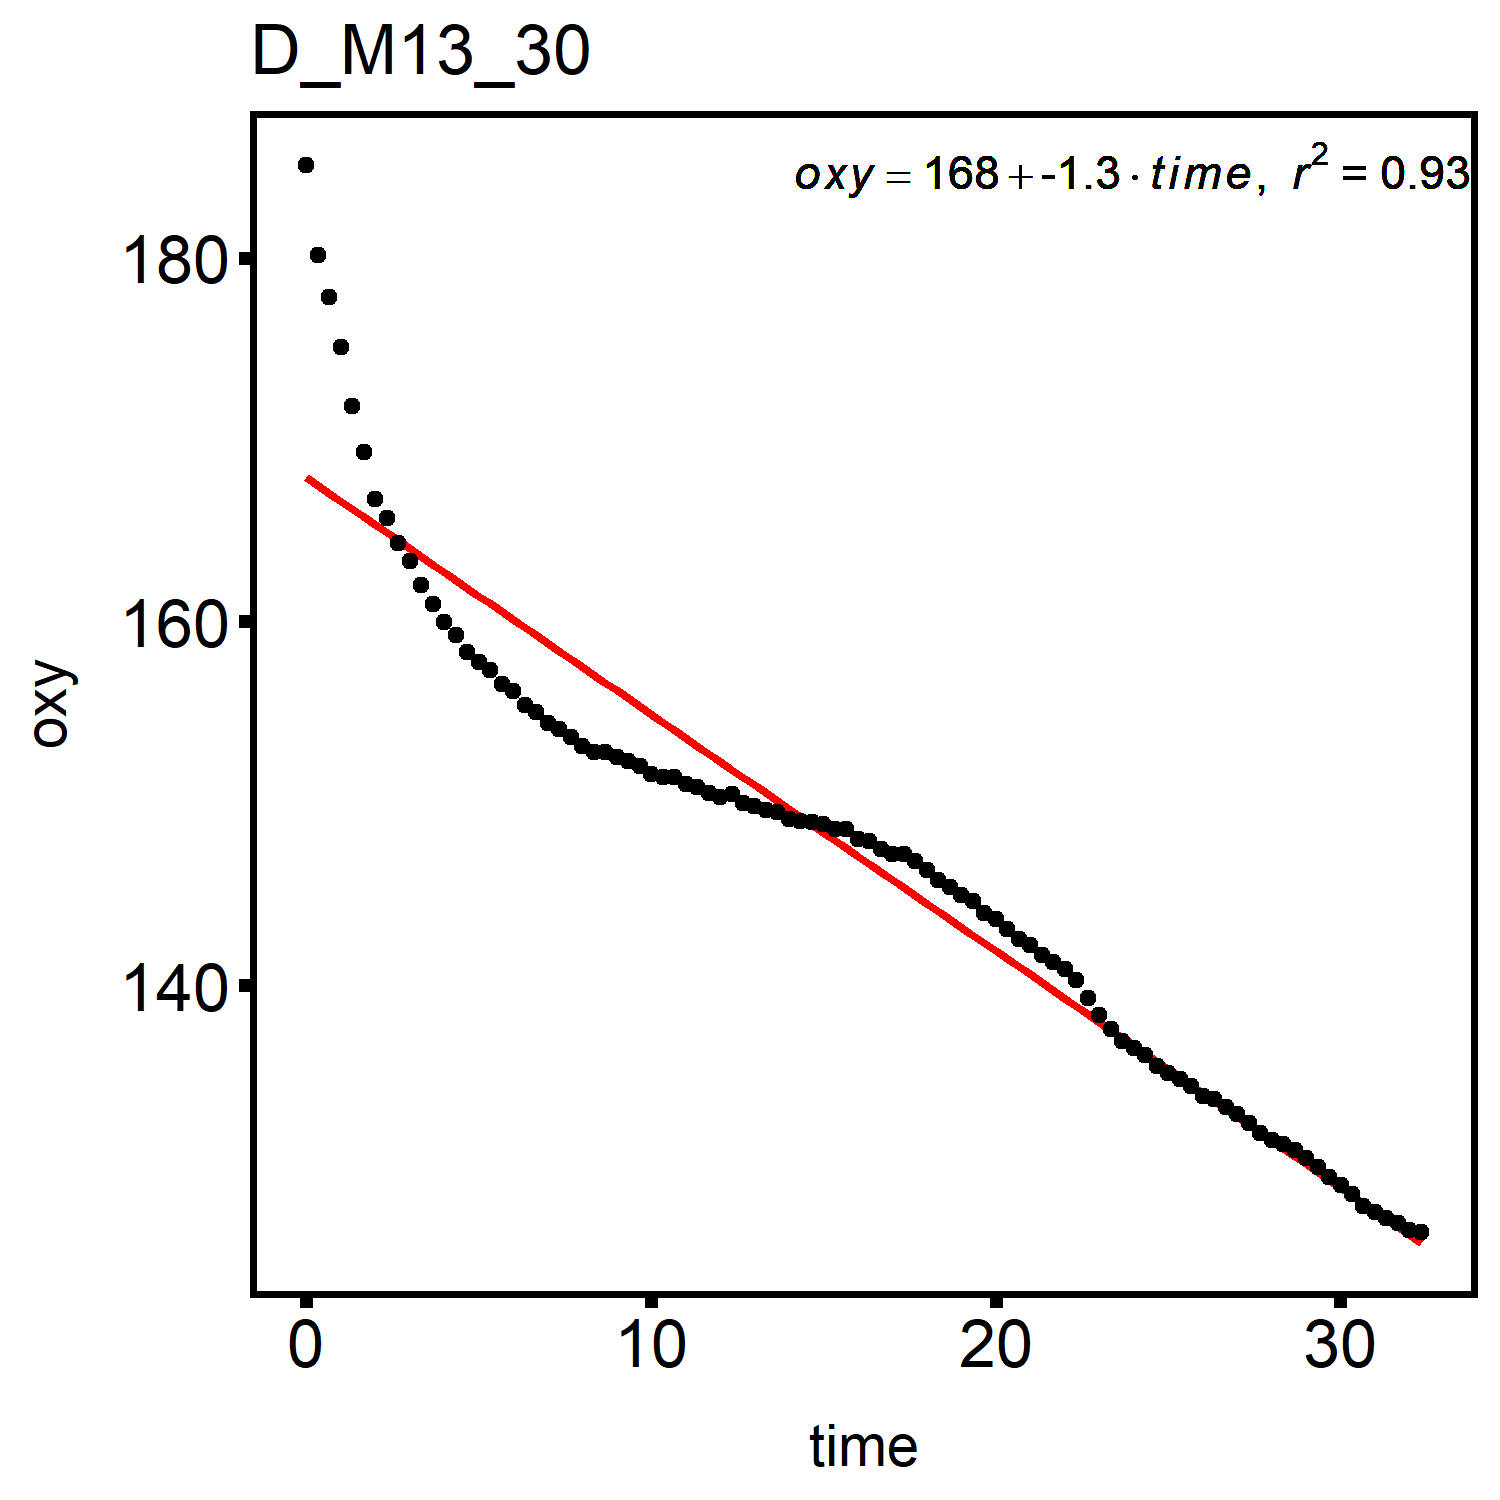 D_M13_30
oxy = 168 + -1.3 · time, r² = 0.93
180
160
140
oxy
0 10 20 30
time